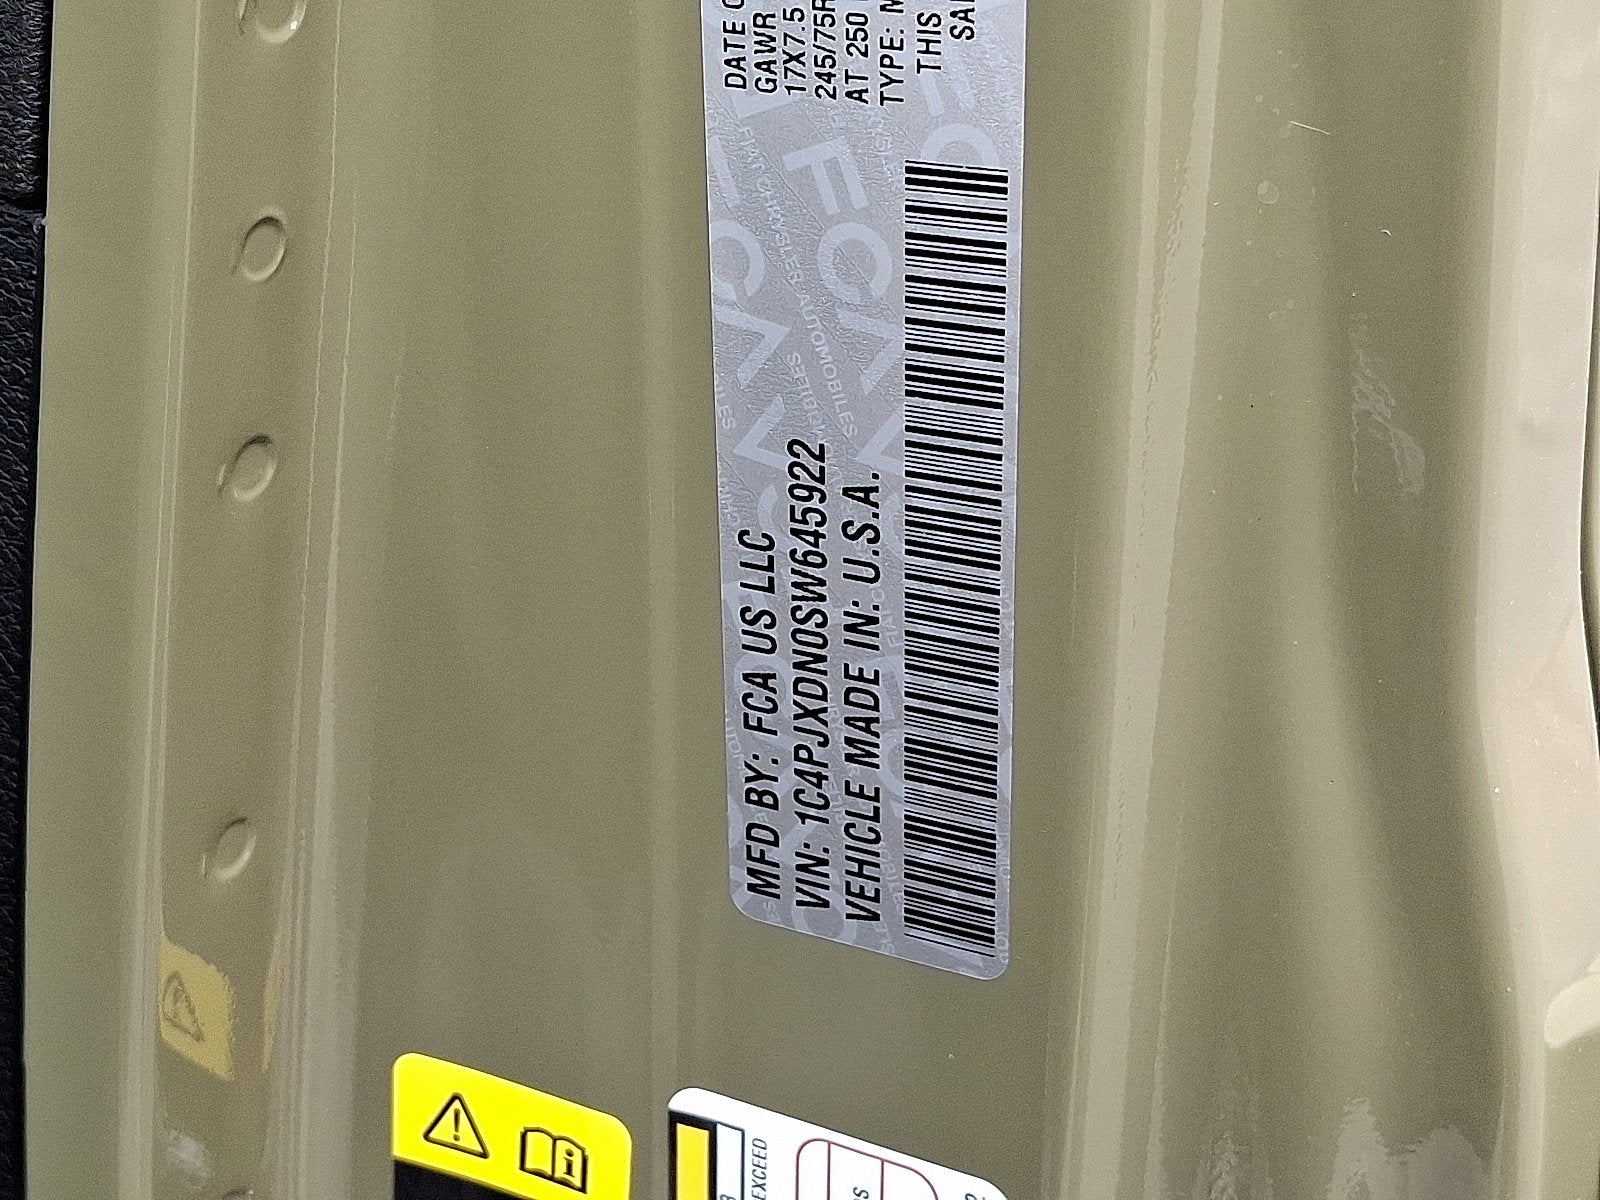 MFD BY: FCA US LLC
VIN: 1C4PJXDN0SW645922
VEHICLE MADE IN: U.S.A.
DATE O
GAWR
17X7.5
245/75R
AT 250
TYPE: M
THIS
EXCEED